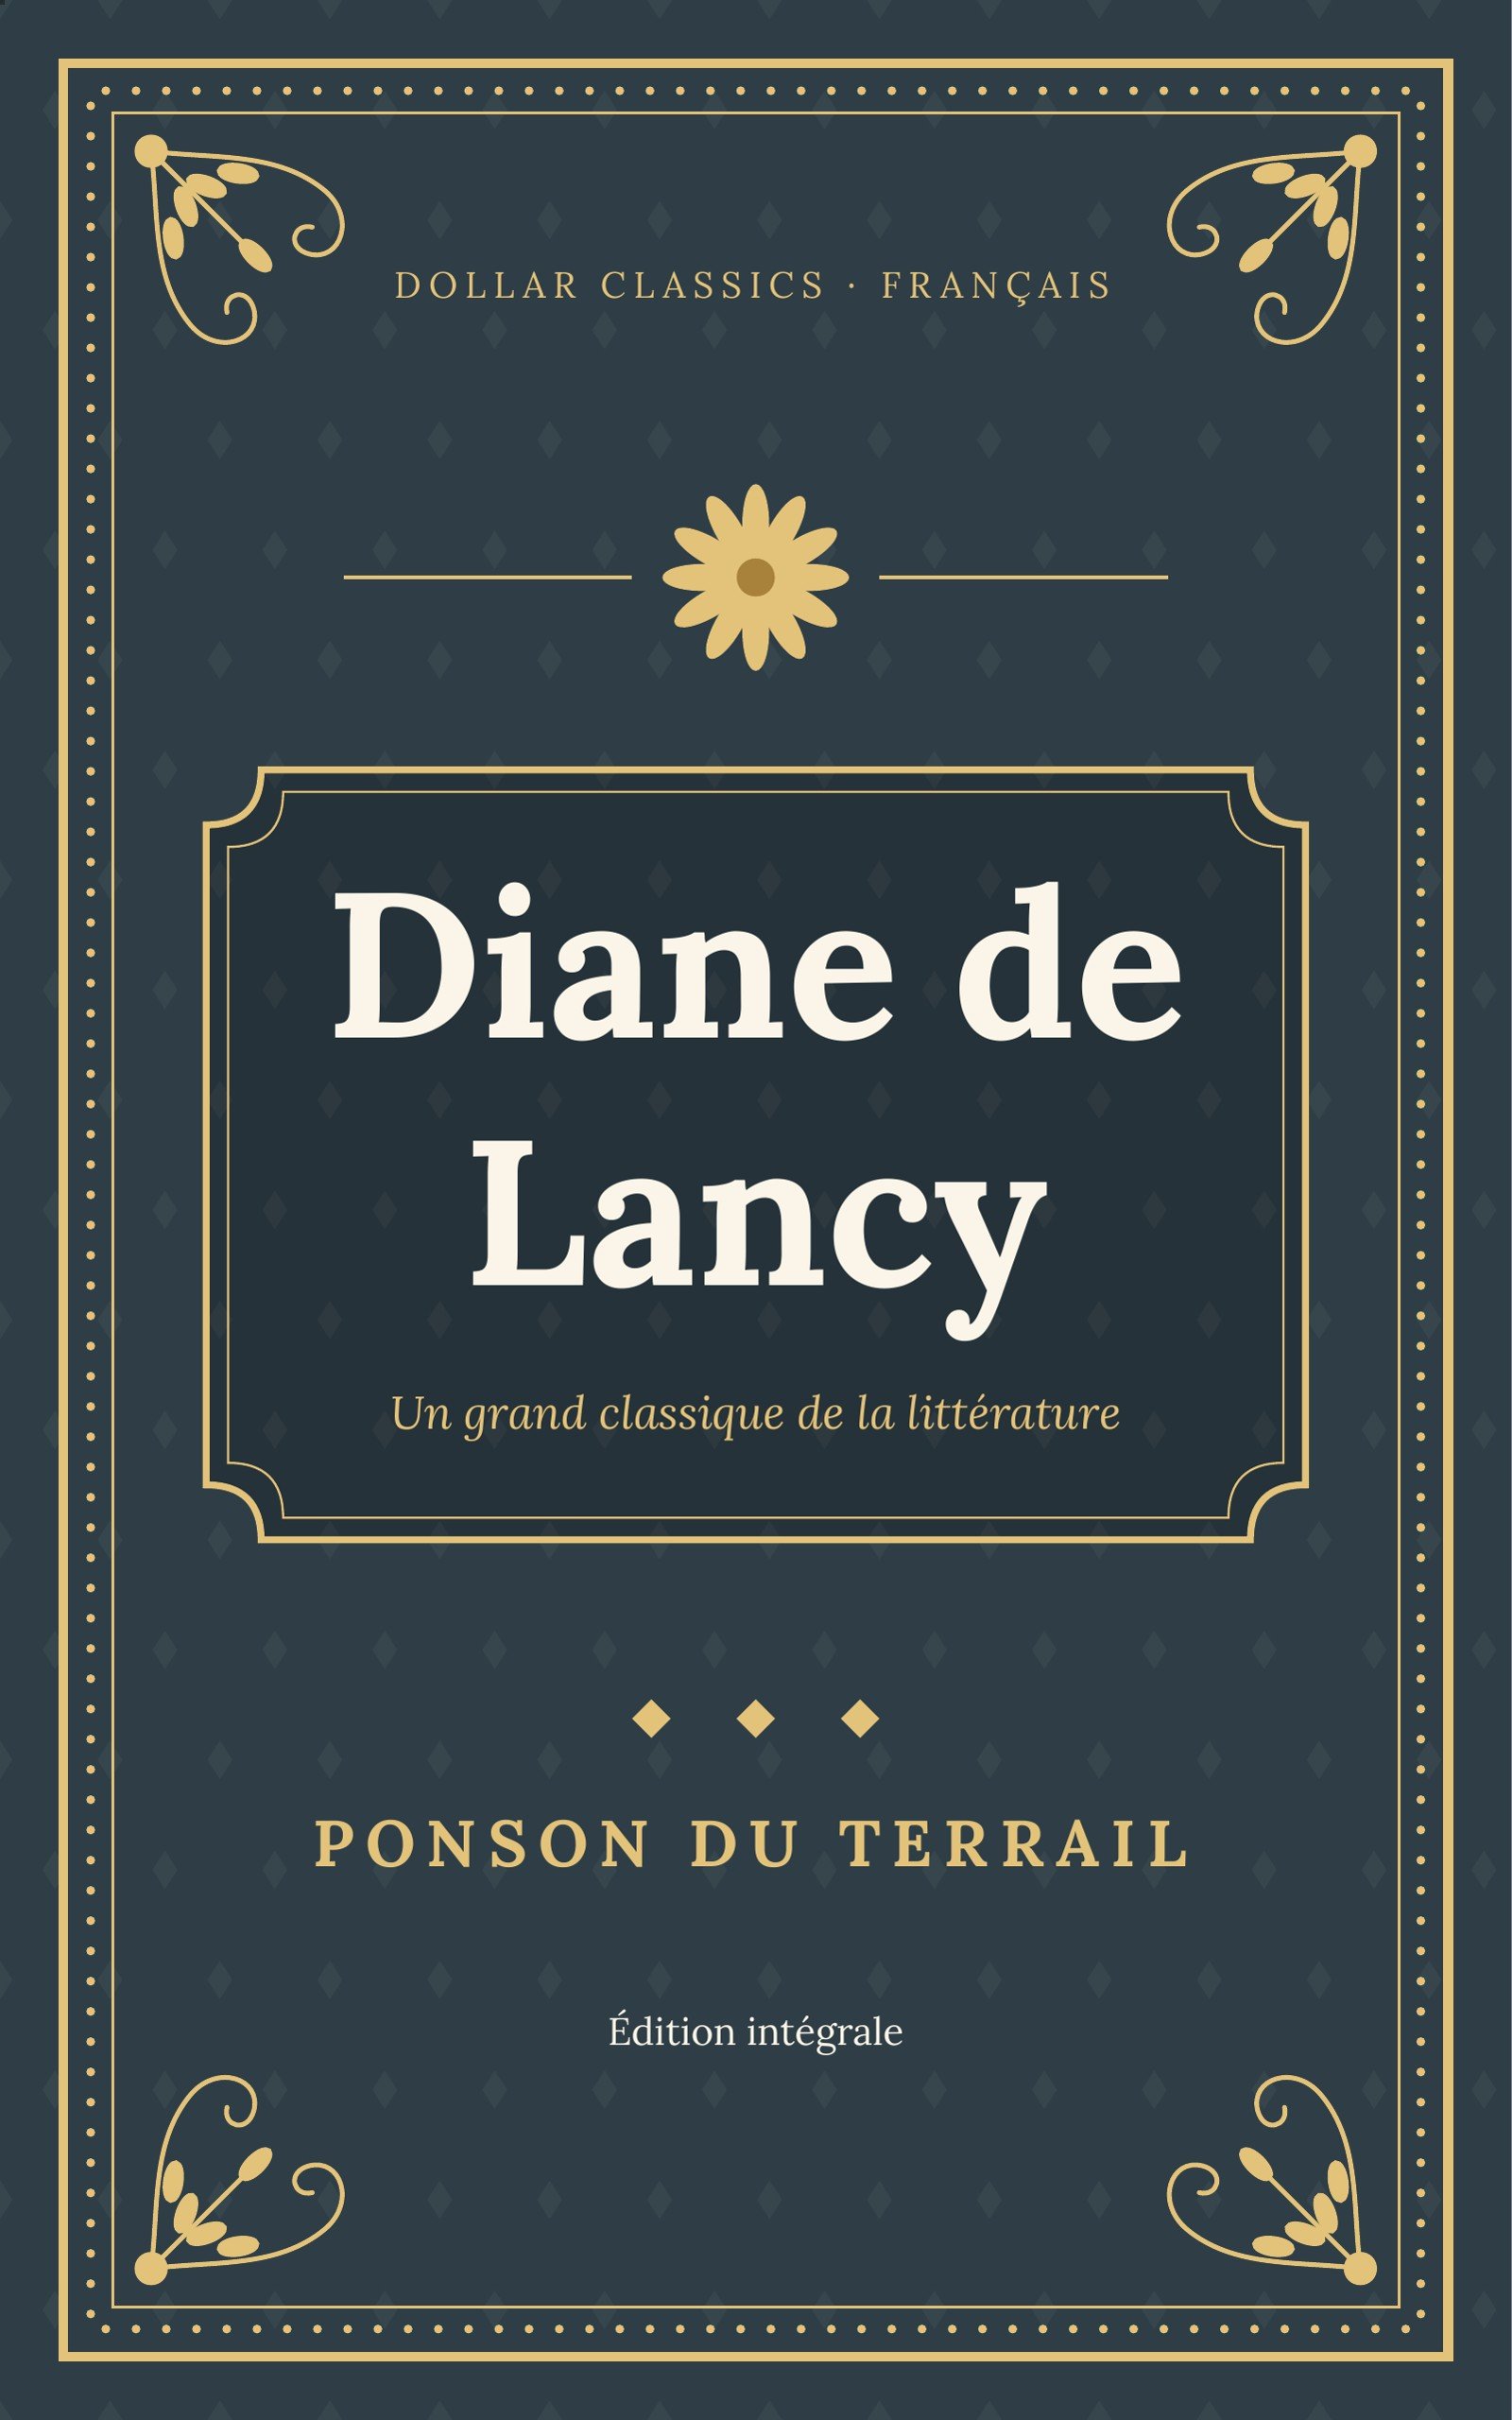 DOLLAR CLASSICS · FRANÇAIS
Diane de
Lancy
Un grand classique de la littérature
PONSON DU TERRAIL
Édition intégrale